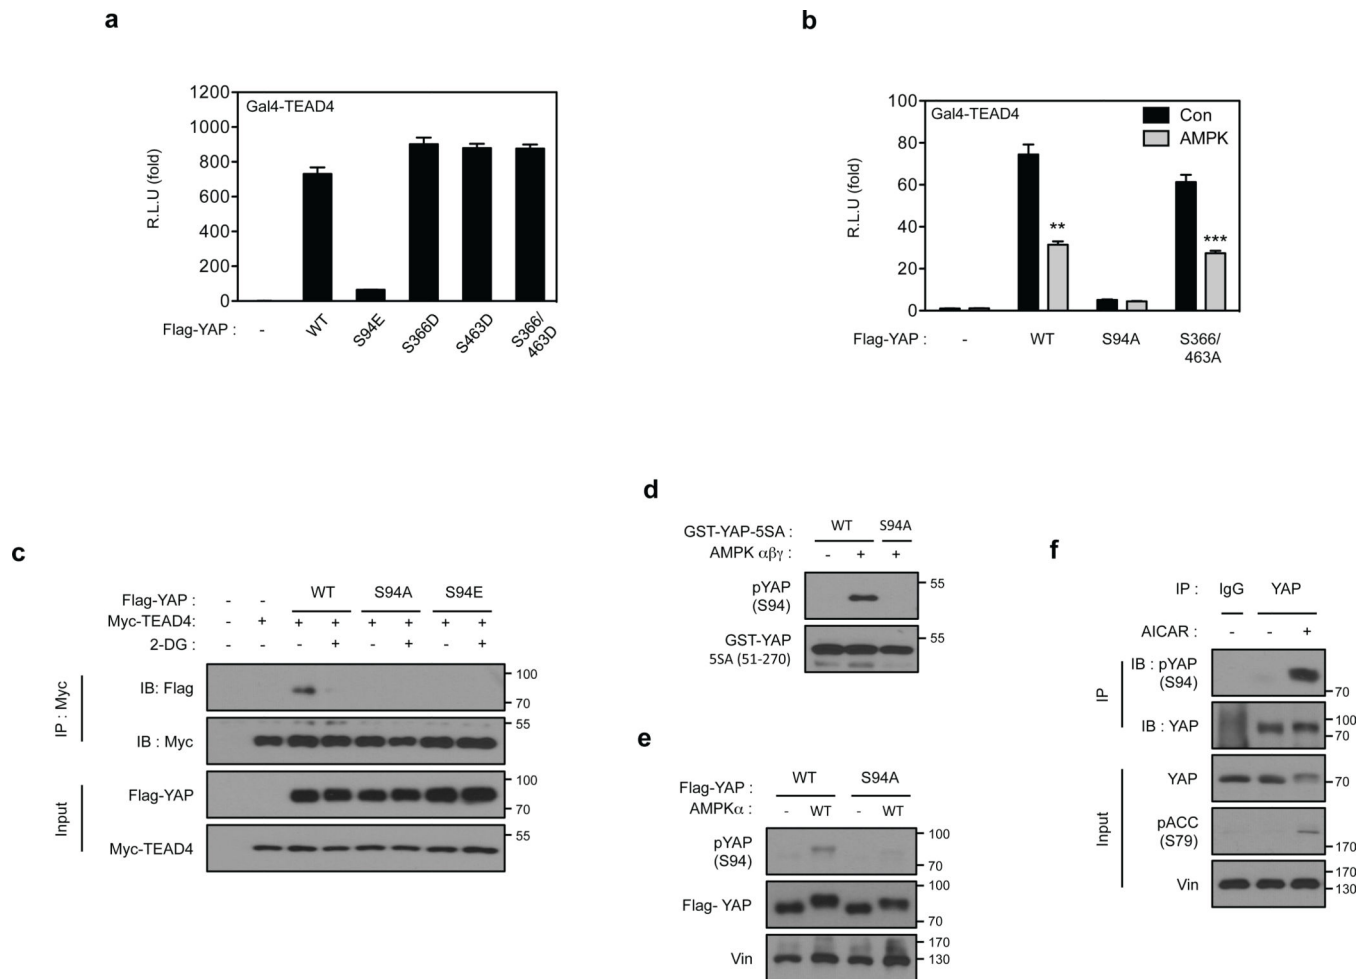 a
1200
1000
800
600
400
200
0
Gal4-TEAD4
R.L.U (fold)
Flag-YAP :
-
WT
S94E
S366D
S463D
S366/
463D
b
100
80
60
40
20
0
Gal4-TEAD4
Con
AMPK
R.L.U (fold)
**
***
Flag-YAP :
-
WT
S94A
S366/
463A
c
WT S94A S94E
Flag-YAP : - -
Myc-TEAD4: - + + + + + + +
2-DG : - - - + - + - +
IP : Myc
IB: Flag
100
70
IB : Myc
55
Input
Flag-YAP
100
70
Myc-TEAD4
55
d
GST-YAP-5SA : WT S94A
AMPK αβγ : - + +
pYAP
(S94)
55
GST-YAP
5SA (51-270)
55
e
WT S94A
Flag-YAP :
AMPKα : - WT - WT
pYAP
(S94)
100
70
Flag- YAP
100
70
Vin
170
130
f
IP : IgG YAP
AICAR : - - +
IP
IB : pYAP
(S94)
70
IB : YAP
100
70
Input
YAP
70
pACC
(S79)
170
Vin
170
130